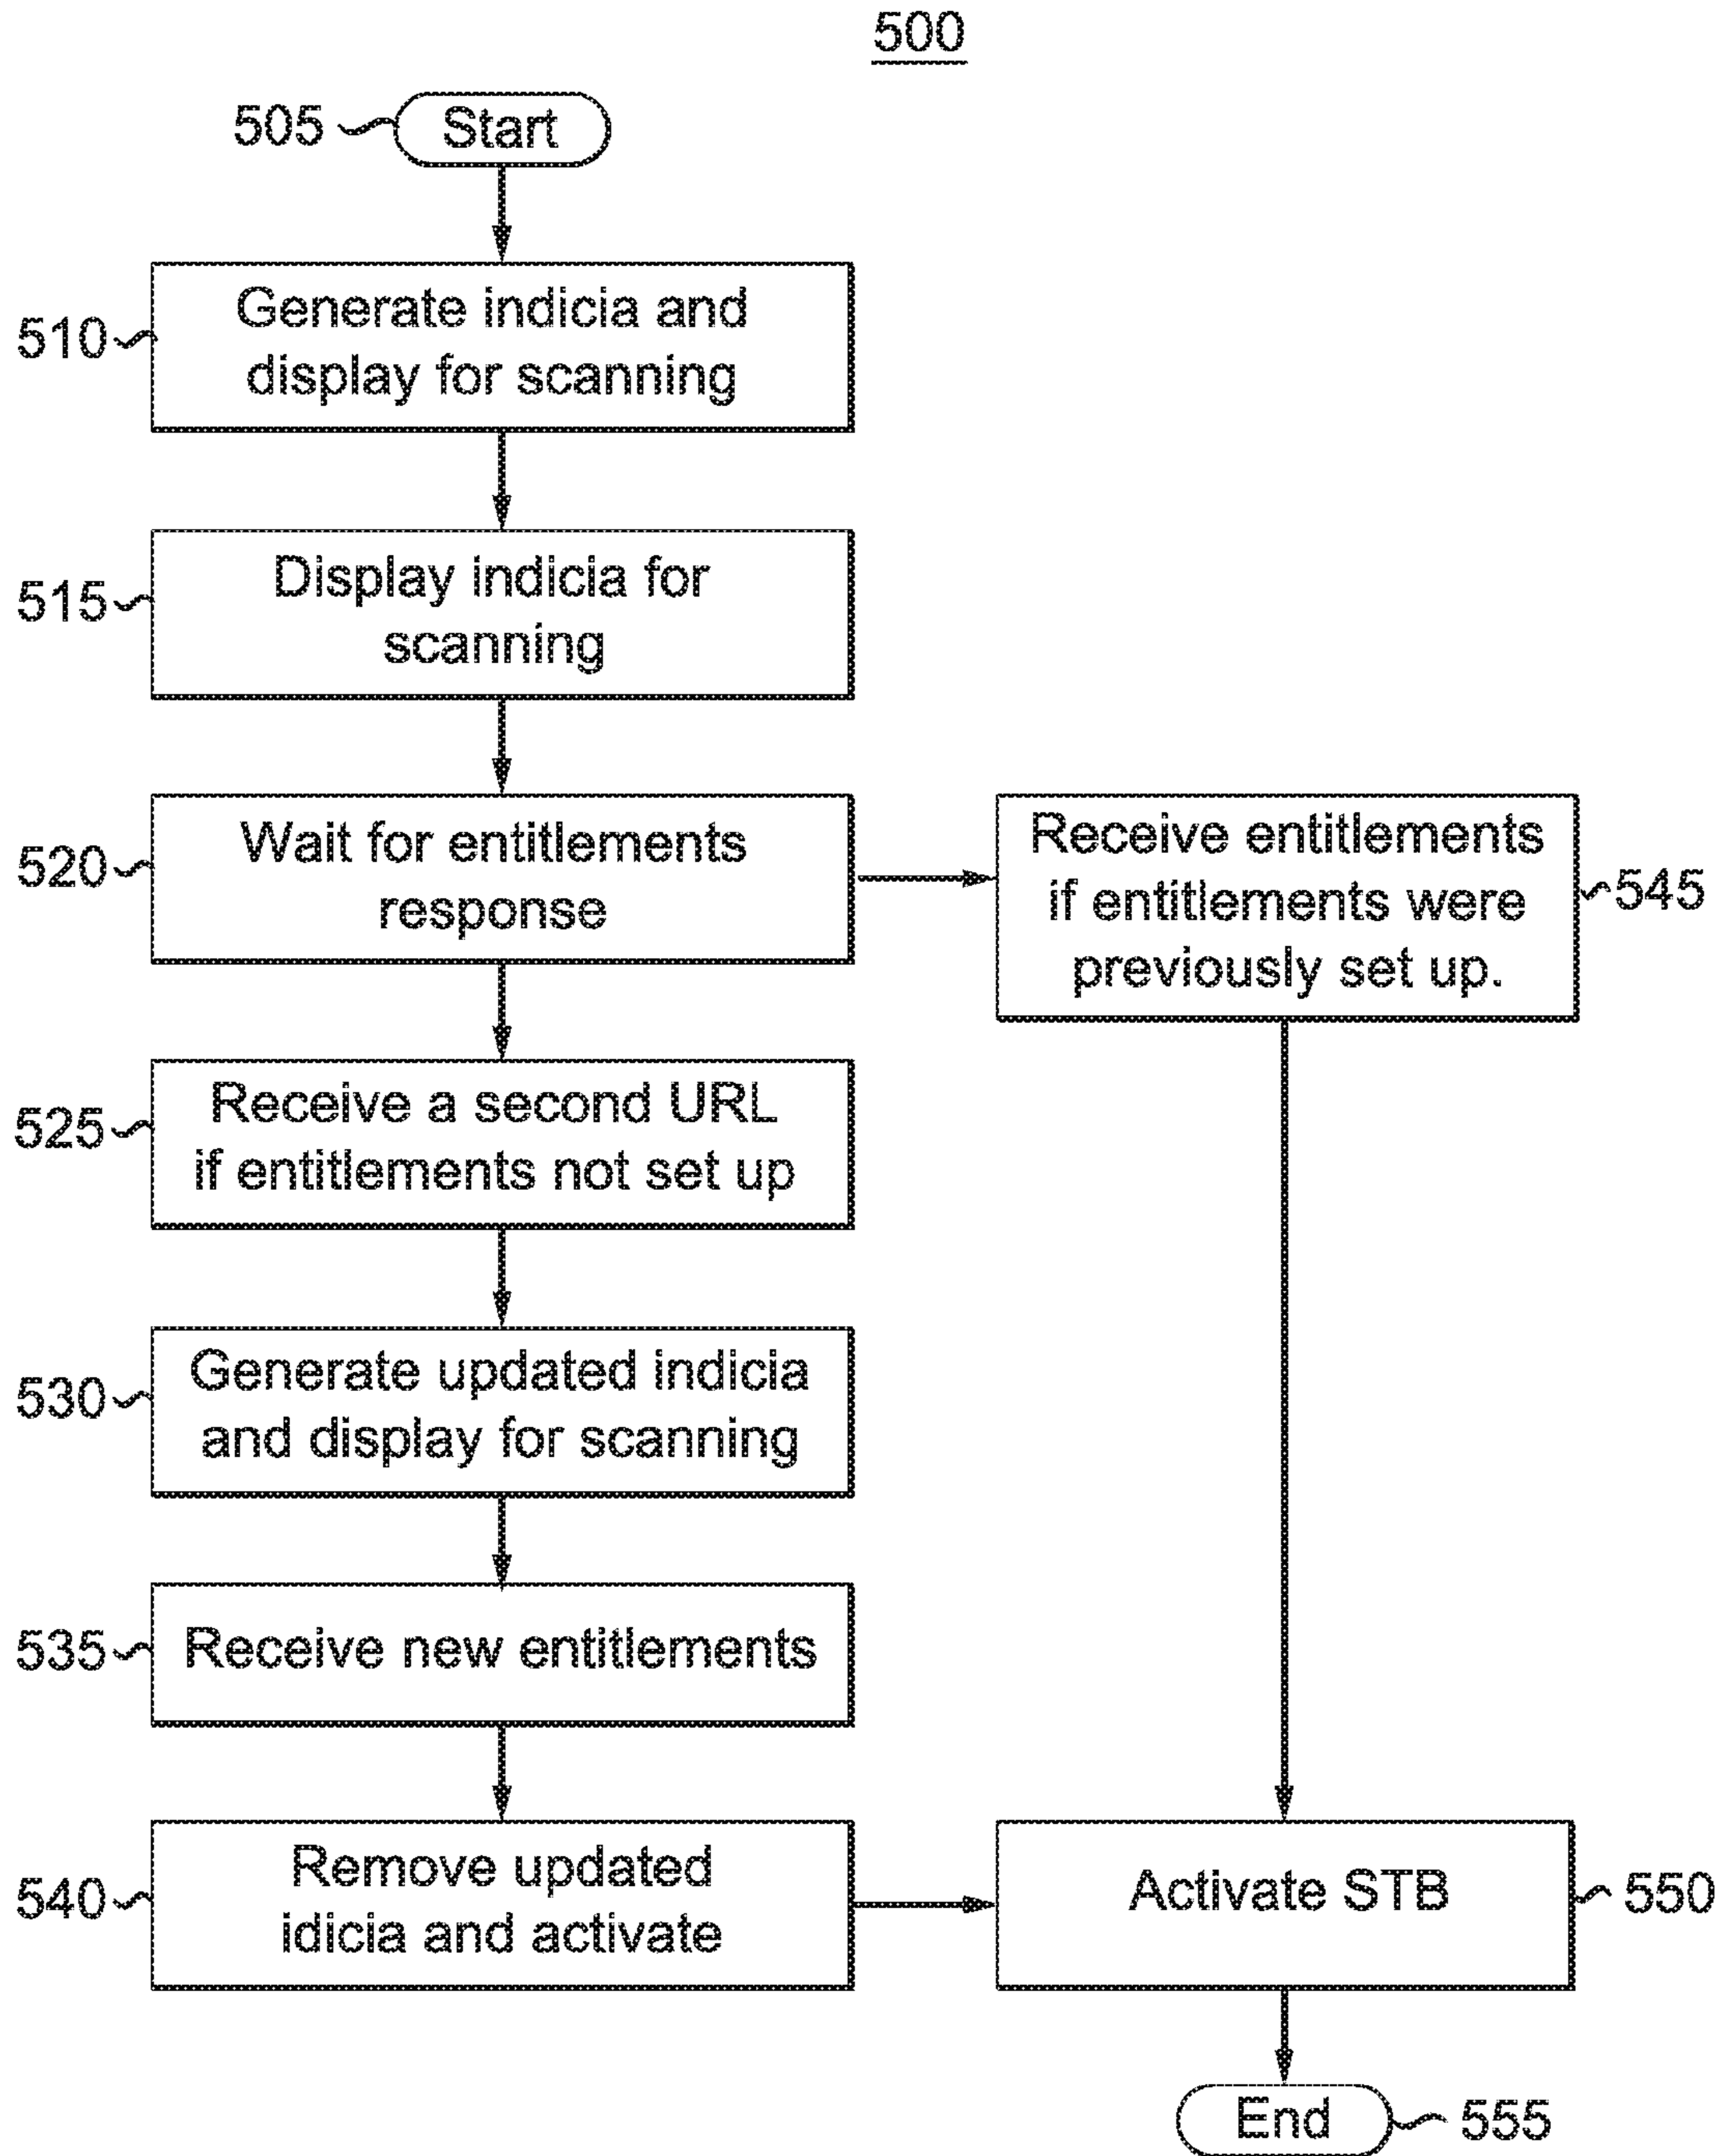 500
505
Start
510
Generate indicia and
display for scanning
515
Display indicia for
scanning
520
Wait for entitlements
response
Receive entitlements
if entitlements were
previously set up.
545
525
Receive a second URL
if entitlements not set up
530
Generate updated indicia
and display for scanning
535
Receive new entitlements
540
Remove updated
idicia and activate
Activate STB
550
End
555